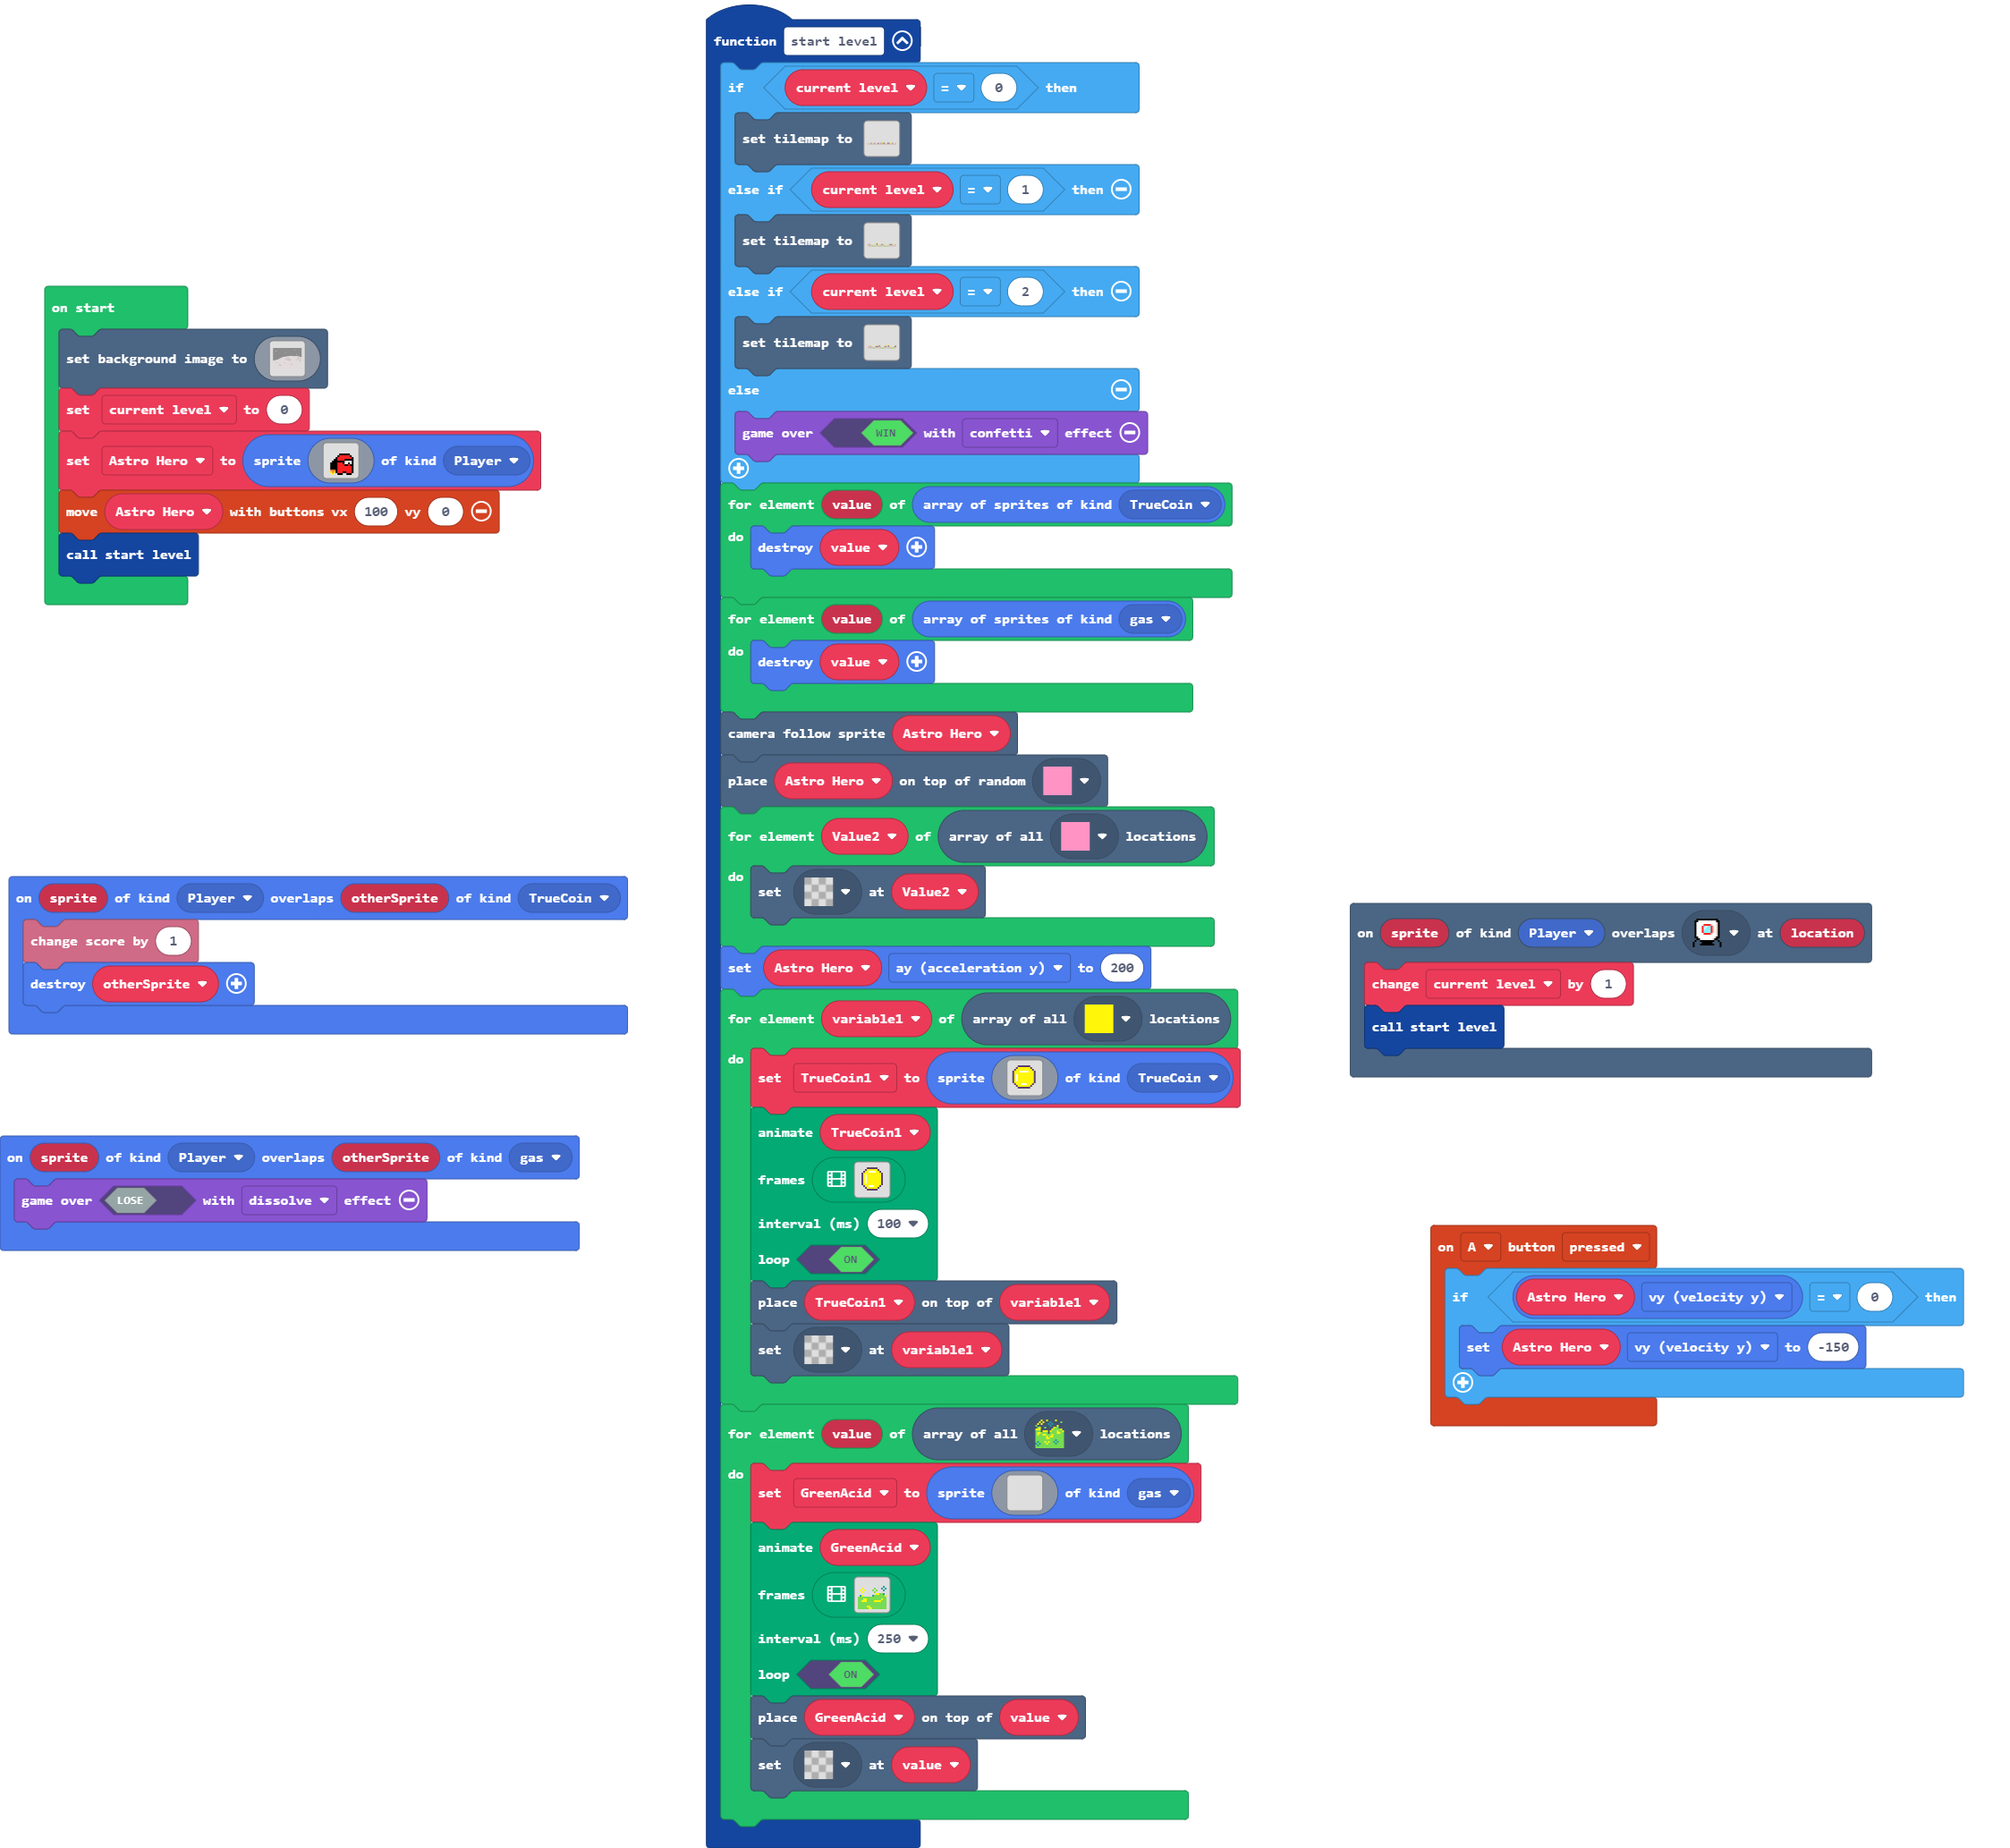 on start
set background image to
set current level to 0
set Astro Hero to sprite of kind Player
move Astro Hero with buttons vx 100 vy 0
call start level
on sprite of kind Player overlaps otherSprite of kind TrueCoin
change score by 1
destroy otherSprite
on sprite of kind Player overlaps otherSprite of kind gas
game over LOSE with dissolve effect
function start level
if current level = 0 then
set tilemap to
else if current level = 1 then
set tilemap to
else if current level = 2 then
set tilemap to
else
game over WIN with confetti effect
for element value of array of sprites of kind TrueCoin
do destroy value
for element value of array of sprites of kind gas
do destroy value
camera follow sprite Astro Hero
place Astro Hero on top of random
for element Value2 of array of all locations
do set at Value2
set Astro Hero ay (acceleration y) to 200
for element variable1 of array of all locations
do set TrueCoin1 to sprite of kind TrueCoin
animate TrueCoin1
frames
interval (ms) 100
loop ON
place TrueCoin1 on top of variable1
set at variable1
for element value of array of all locations
do set GreenAcid to sprite of kind gas
animate GreenAcid
frames
interval (ms) 250
loop ON
place GreenAcid on top of value
set at value
on sprite of kind Player overlaps at location
change current level by 1
call start level
on A button pressed
if Astro Hero vy (velocity y) = 0 then
set Astro Hero vy (velocity y) to -150